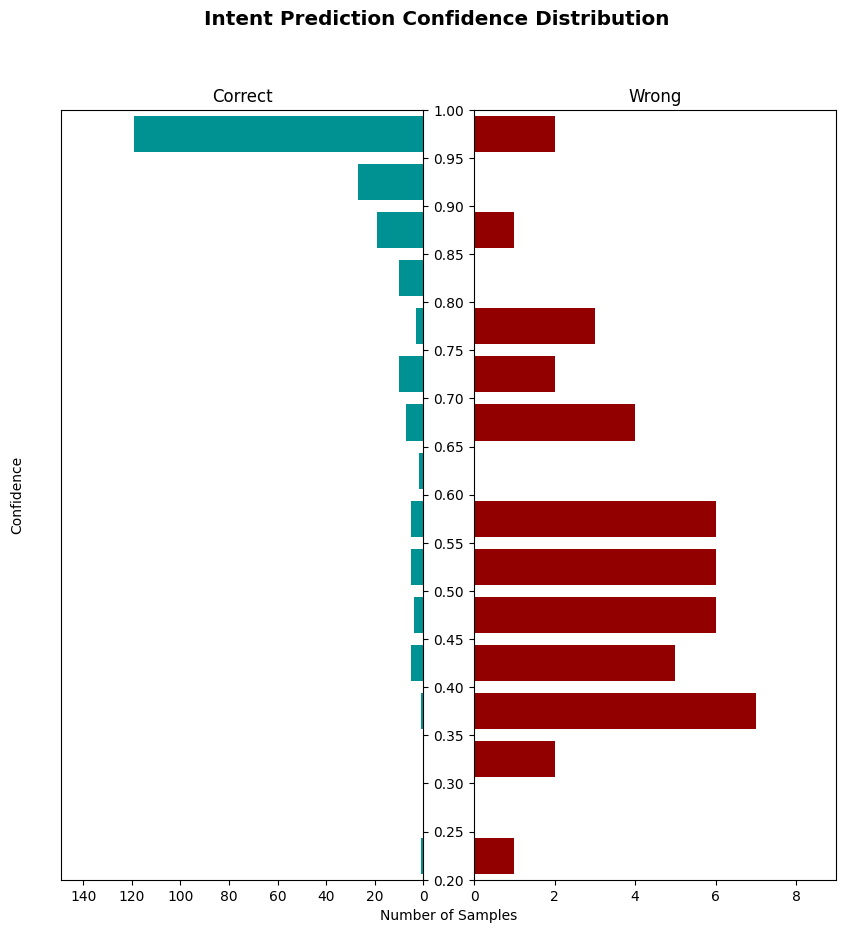 Intent Prediction Confidence Distribution
Correct
Wrong
1.00
0.95
0.90
0.85
0.80
0.75
0.70
0.65
0.60
0.55
0.50
0.45
0.40
0.35
0.30
0.25
0.20
Confidence
140 120 100 80 60 40 20 0
0 2 4 6 8
Number of Samples